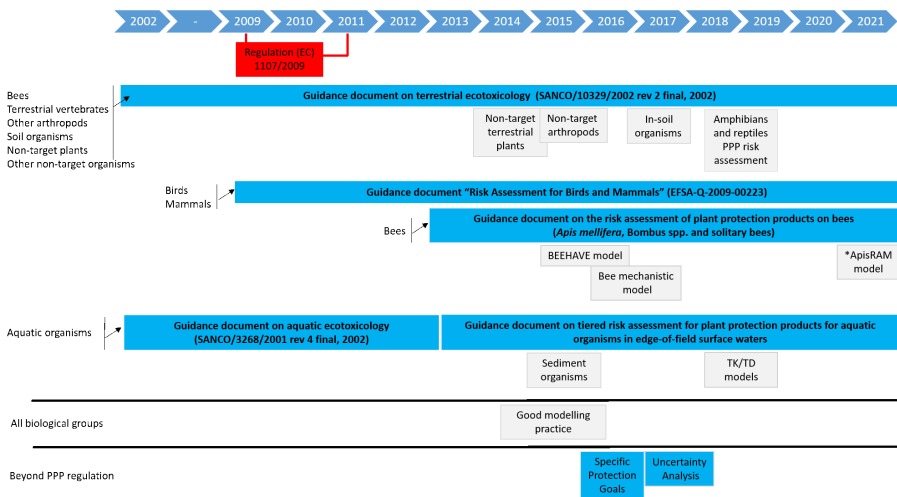 2002 - 2009 2010 2011 2012 2013 2014 2015 2016 2017 2018 2019 2020 2021
Regulation (EC)
1107/2009
Bees
Terrestrial vertebrates
Other arthropods
Soil organisms
Non-target plants
Other non-target organisms
Guidance document on terrestrial ecotoxicology (SANCO/10329/2002 rev 2 final, 2002)
Non-target
terrestrial
plants
Non-target
arthropods
In-soil
organisms
Amphibians
and reptiles
PPP risk
assessment
Birds
Mammals
Guidance document “Risk Assessment for Birds and Mammals” (EFSA-Q-2009-00223)
Bees
Guidance document on the risk assessment of plant protection products on bees
(Apis mellifera, Bombus spp. and solitary bees)
BEEHAVE model
Bee mechanistic
model
*ApisRAM
model
Aquatic organisms
Guidance document on aquatic ecotoxicology
(SANCO/3268/2001 rev 4 final, 2002)
Guidance document on tiered risk assessment for plant protection products for aquatic
organisms in edge-of-field surface waters
Sediment
organisms
TK/TD
models
All biological groups
Good modelling
practice
Beyond PPP regulation
Specific
Protection
Goals
Uncertainty
Analysis